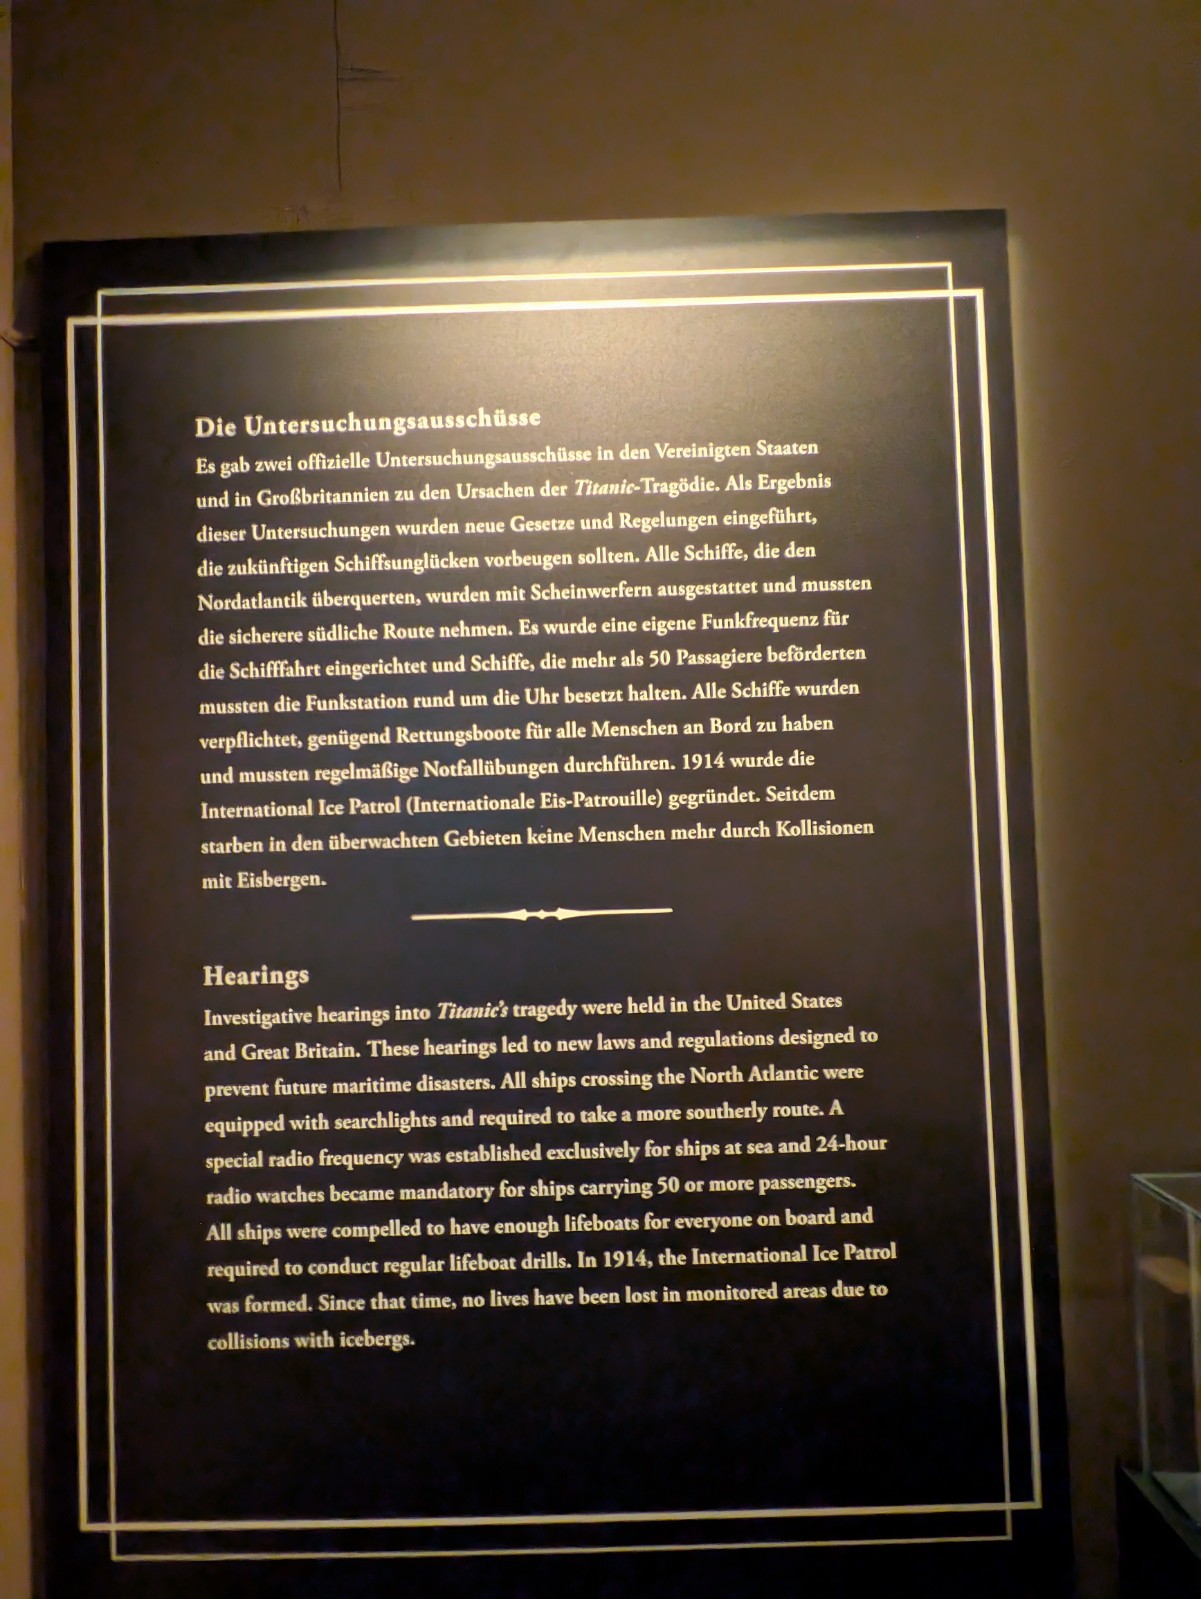 Die Untersuchungsausschüsse
Es gab zwei offizielle Untersuchungsausschüsse in den Vereinigten Staaten
und in Großbritannien zu den Ursachen der Titanic-Tragödie. Als Ergebnis
dieser Untersuchungen wurden neue Gesetze und Regelungen eingeführt,
die zukünftigen Schiffsunglücken vorbeugen sollten. Alle Schiffe, die den
Nordatlantik überquerten, wurden mit Scheinwerfern ausgestattet und mussten
die sicherere südliche Route nehmen. Es wurde eine eigene Funkfrequenz für
die Schifffahrt eingerichtet und Schiffe, die mehr als 50 Passagiere beförderten
mussten die Funkstation rund um die Uhr besetzt halten. Alle Schiffe wurden
verpflichtet, genügend Rettungsboote für alle Menschen an Bord zu haben
und mussten regelmäßige Notfallübungen durchführen. 1914 wurde die
International Ice Patrol (Internationale Eis-Patrouille) gegründet. Seitdem
starben in den überwachten Gebieten keine Menschen mehr durch Kollisionen
mit Eisbergen.
Hearings
Investigative hearings into Titanic's tragedy were held in the United States
and Great Britain. These hearings led to new laws and regulations designed to
prevent future maritime disasters. All ships crossing the North Atlantic were
equipped with searchlights and required to take a more southerly route. A
special radio frequency was established exclusively for ships at sea and 24-hour
radio watches became mandatory for ships carrying 50 or more passengers.
All ships were compelled to have enough lifeboats for everyone on board and
required to conduct regular lifeboat drills. In 1914, the International Ice Patrol
was formed. Since that time, no lives have been lost in monitored areas due to
collisions with icebergs.